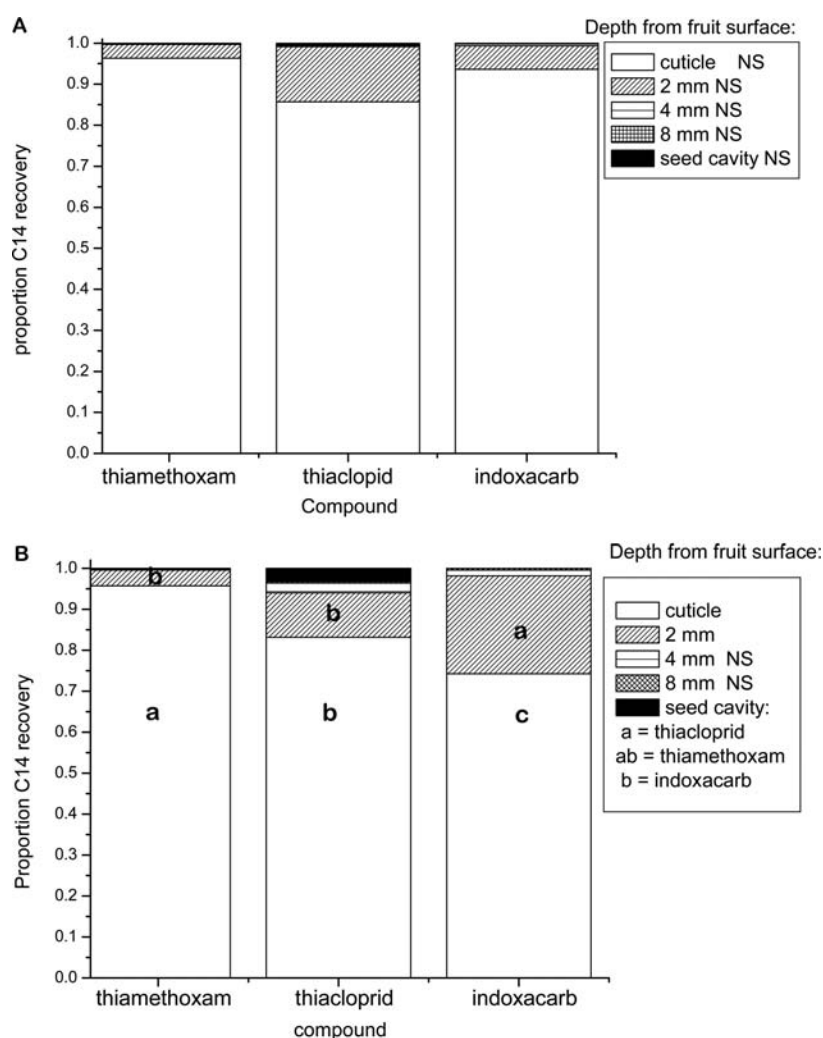 A
Depth from fruit surface:
cuticle NS
2 mm NS
4 mm NS
8 mm NS
seed cavity NS
proportion C14 recovery
1.0
0.9
0.8
0.7
0.6
0.5
0.4
0.3
0.2
0.1
0.0
thiamethoxam thiaclopid indoxacarb
Compound
B
Depth from fruit surface:
cuticle
2 mm
4 mm NS
8 mm NS
seed cavity:
a = thiacloprid
ab = thiamethoxam
b = indoxacarb
Proportion C14 recovery
1.0
0.9
0.8
0.7
0.6
0.5
0.4
0.3
0.2
0.1
0.0
b b a
a b c
thiamethoxam thiacloprid indoxacarb
compound